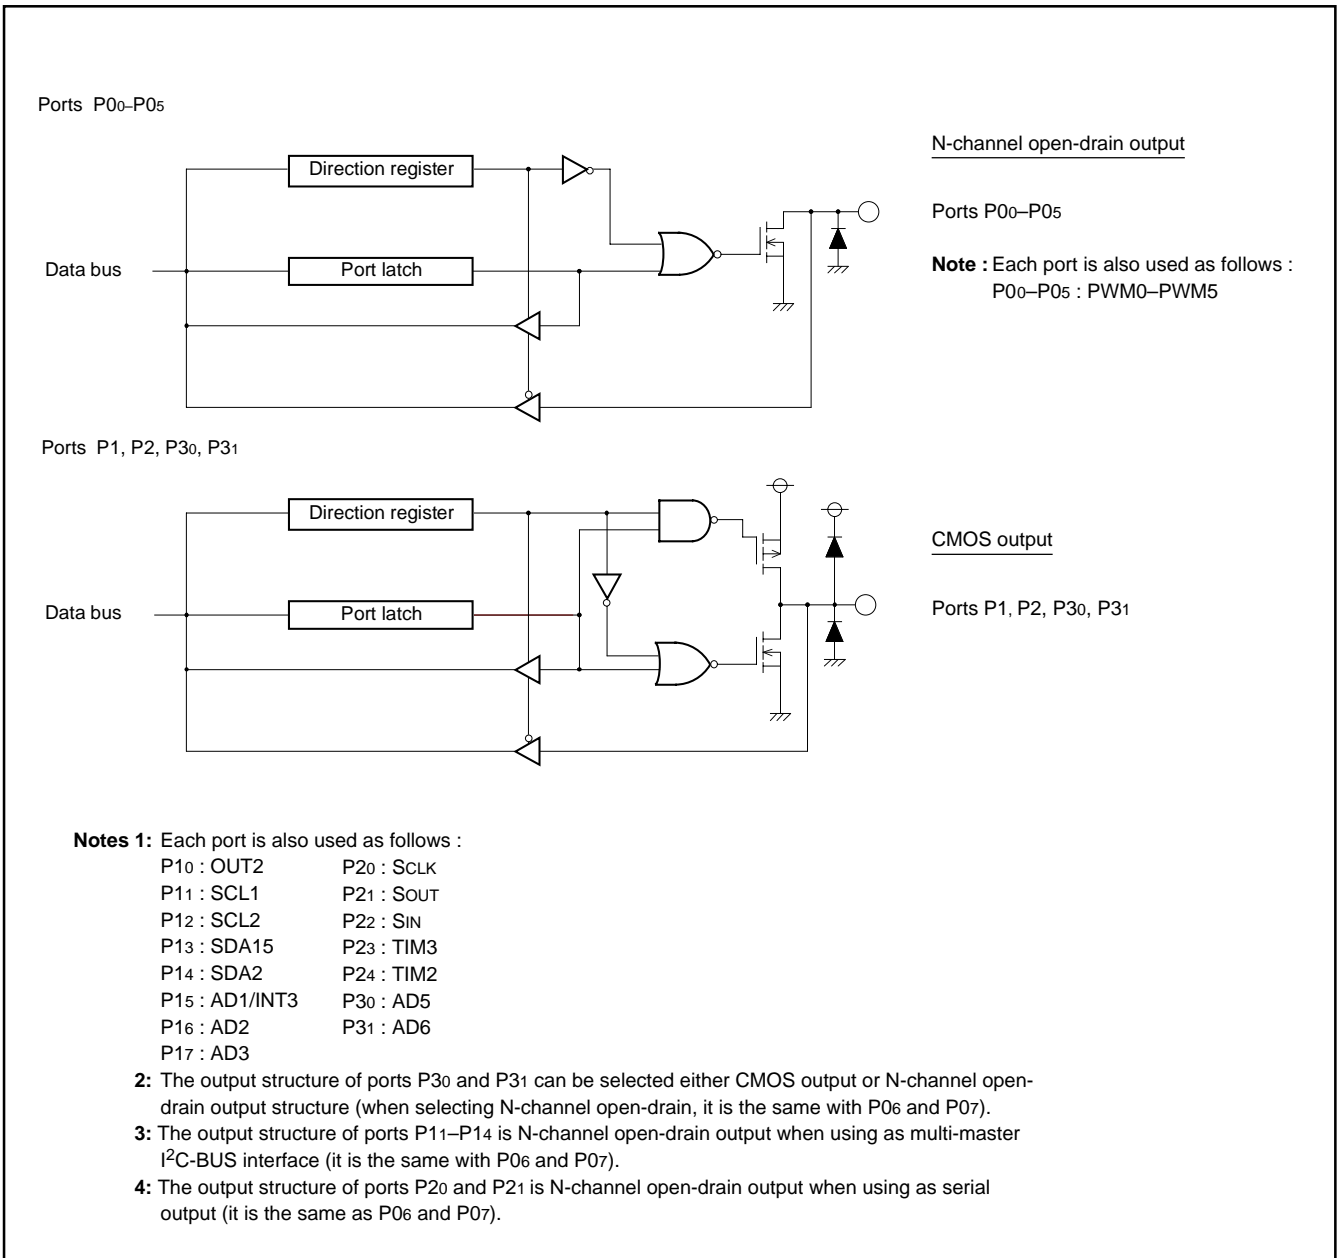 Ports P00–P05
Direction register
N-channel open-drain output
Ports P00–P05
Data bus
Port latch
Note : Each port is also used as follows :
P00–P05 : PWM0–PWM5
Ports P1, P2, P30, P31
Direction register
CMOS output
Data bus
Port latch
Ports P1, P2, P30, P31
Notes 1: Each port is also used as follows :
P10 : OUT2 P20 : SCLK
P11 : SCL1 P21 : SOUT
P12 : SCL2 P22 : SIN
P13 : SDA15 P23 : TIM3
P14 : SDA2 P24 : TIM2
P15 : AD1/INT3 P30 : AD5
P16 : AD2 P31 : AD6
P17 : AD3
2: The output structure of ports P30 and P31 can be selected either CMOS output or N-channel open-
drain output structure (when selecting N-channel open-drain, it is the same with P06 and P07).
3: The output structure of ports P11–P14 is N-channel open-drain output when using as multi-master
I2C-BUS interface (it is the same with P06 and P07).
4: The output structure of ports P20 and P21 is N-channel open-drain output when using as serial
output (it is the same as P06 and P07).